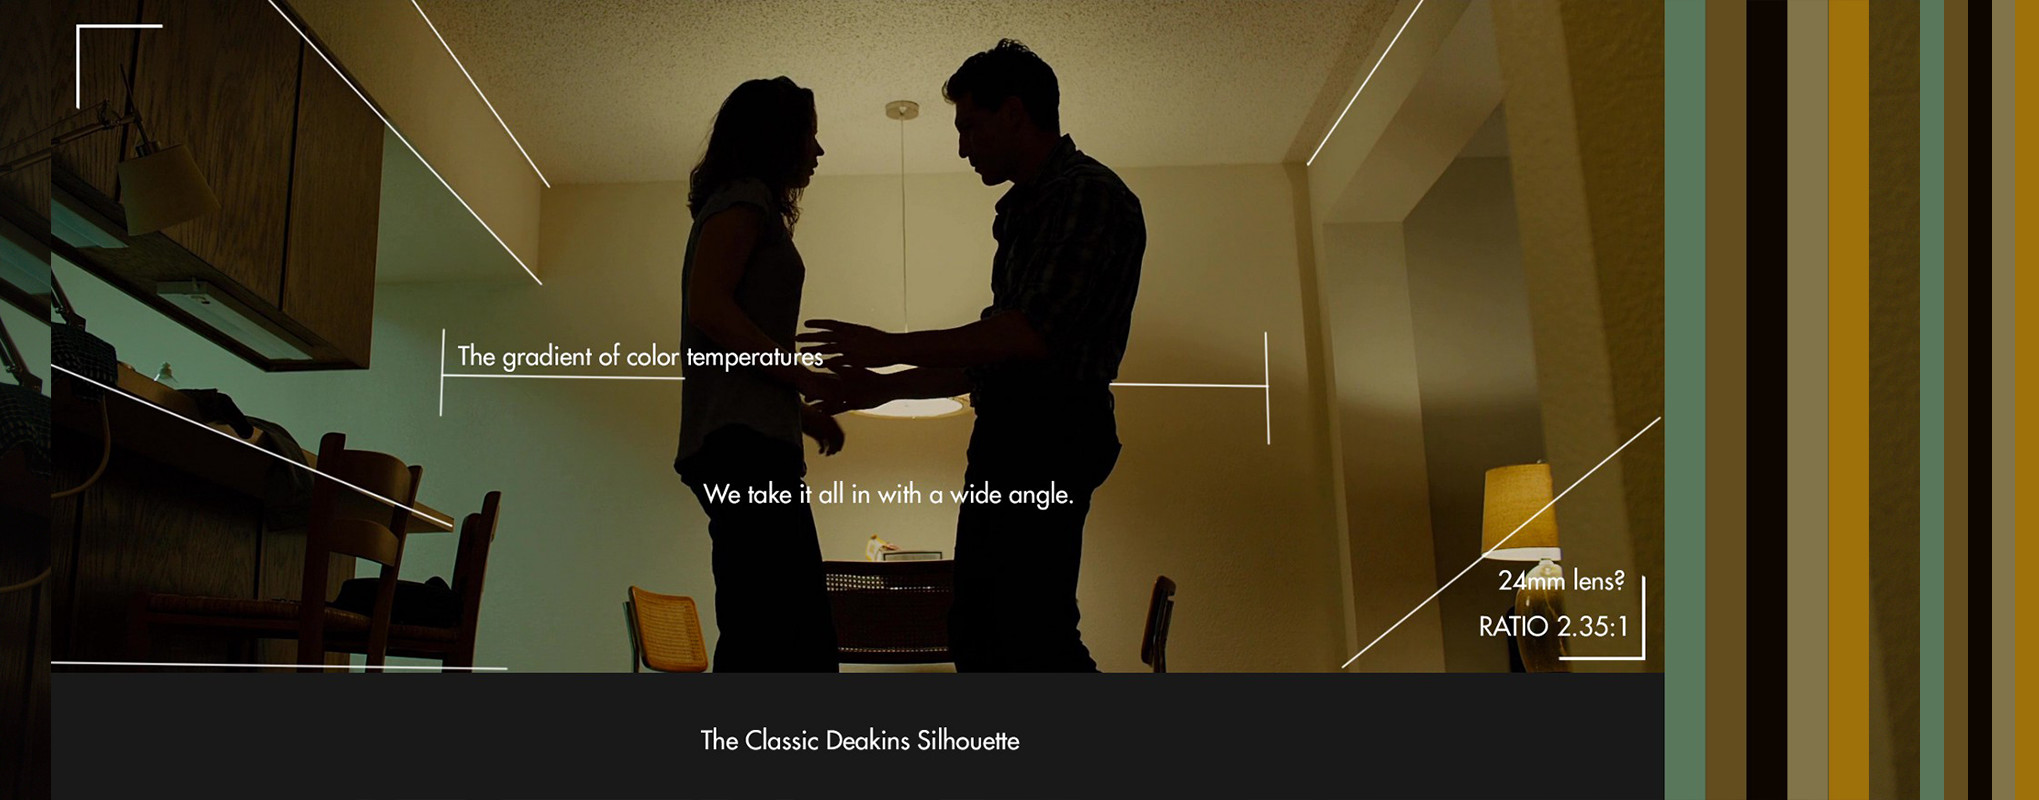 The gradient of color temperatures
We take it all in with a wide angle.
24mm lens?
RATIO 2.35:1
The Classic Deakins Silhouette